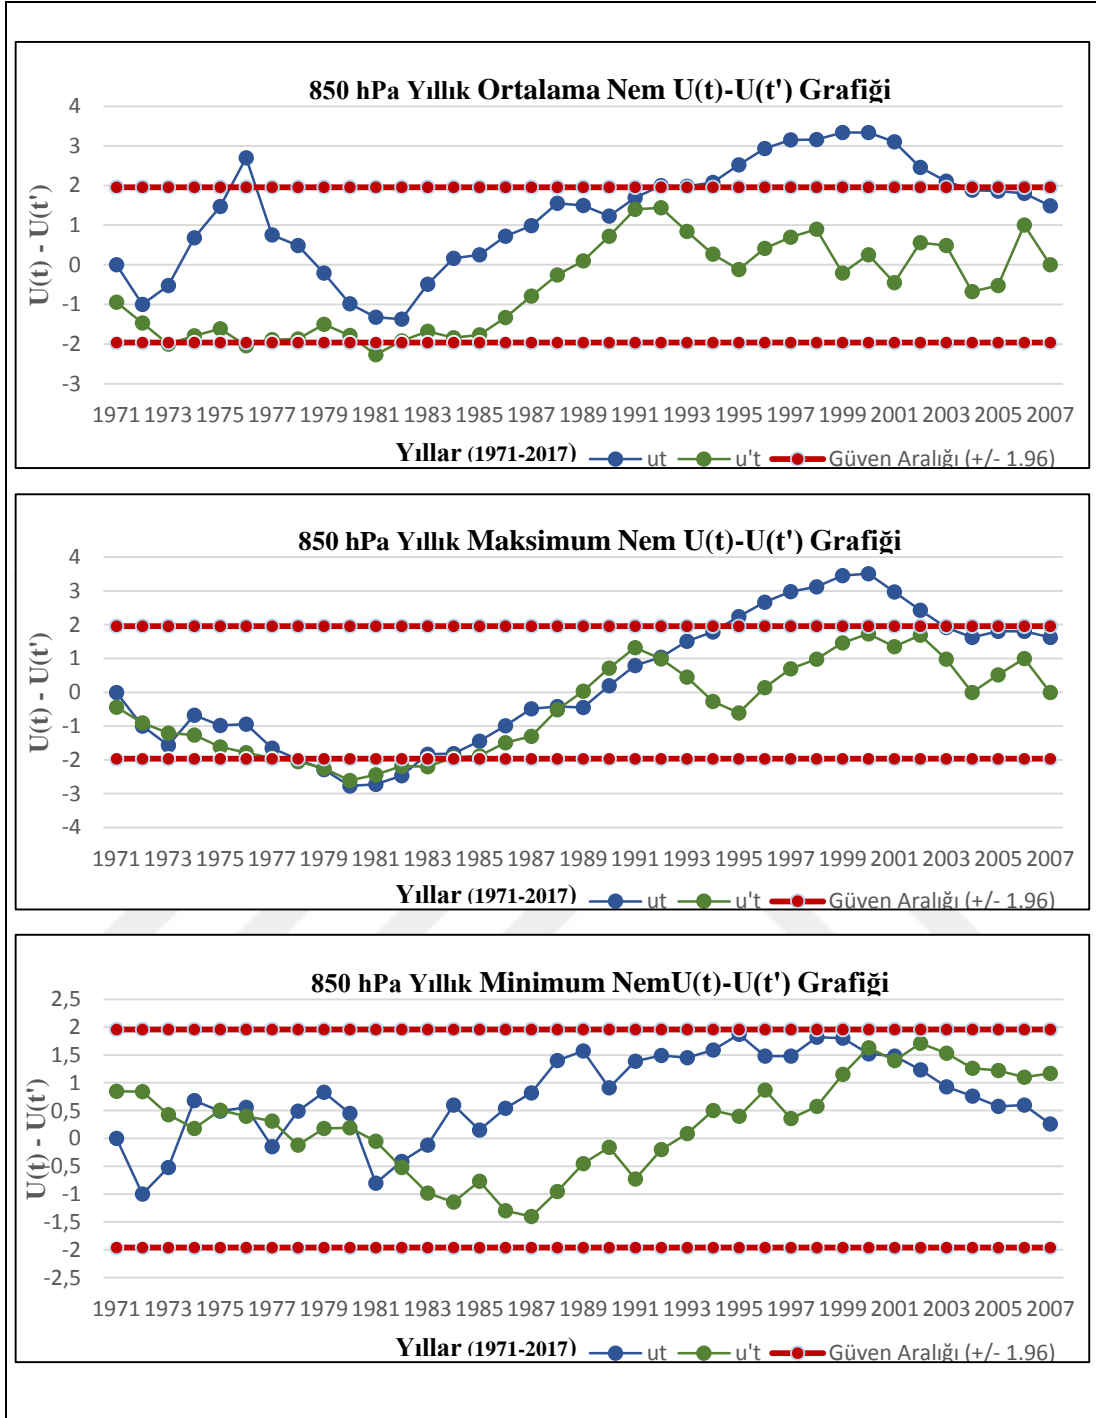 850 hPa Yıllık Ortalama Nem U(t)-U(t') Grafiği
4
3
2
1
0
-1
-2
-3
U(t) - U(t')
1971 1973 1975 1977 1979 1981 1983 1985 1987 1989 1991 1993 1995 1997 1999 2001 2003 2005 2007
Yıllar (1971-2017) ut u't Güven Aralığı (+/- 1.96)
850 hPa Yıllık Maksimum Nem U(t)-U(t') Grafiği
4
3
2
1
0
-1
-2
-3
-4
U(t) - U(t')
1971 1973 1975 1977 1979 1981 1983 1985 1987 1989 1991 1993 1995 1997 1999 2001 2003 2005 2007
Yıllar (1971-2017) ut u't Güven Aralığı (+/- 1.96)
850 hPa Yıllık Minimum NemU(t)-U(t') Grafiği
2,5
2
1,5
1
0,5
0
-0,5
-1
-1,5
-2
-2,5
U(t) - U(t')
1971 1973 1975 1977 1979 1981 1983 1985 1987 1989 1991 1993 1995 1997 1999 2001 2003 2005 2007
Yıllar (1971-2017) ut u't Güven Aralığı (+/- 1.96)